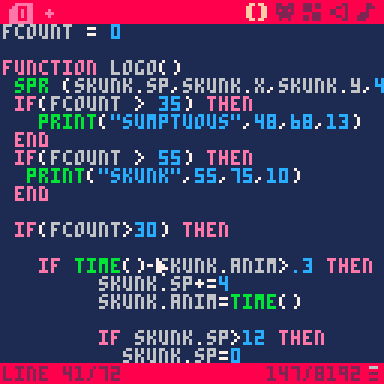 0 +
FCOUNT = 0
FUNCTION LOGO()
SPR (SKUNK.SP,SKUNK.X,SKUNK.Y,4
IF(FCOUNT > 35) THEN
PRINT("SUMPTUOUS",48,68,13)
END
IF(FCOUNT > 55) THEN
PRINT("SKUNK",55,75,10)
END
IF(FCOUNT>30) THEN
IF TIME()-SKUNK.ANIM>.3 THEN
SKUNK.SP+=4
SKUNK.ANIM=TIME()
IF SKUNK.SP>12 THEN
SKUNK.SP=0
LINE 41/72 147/8192